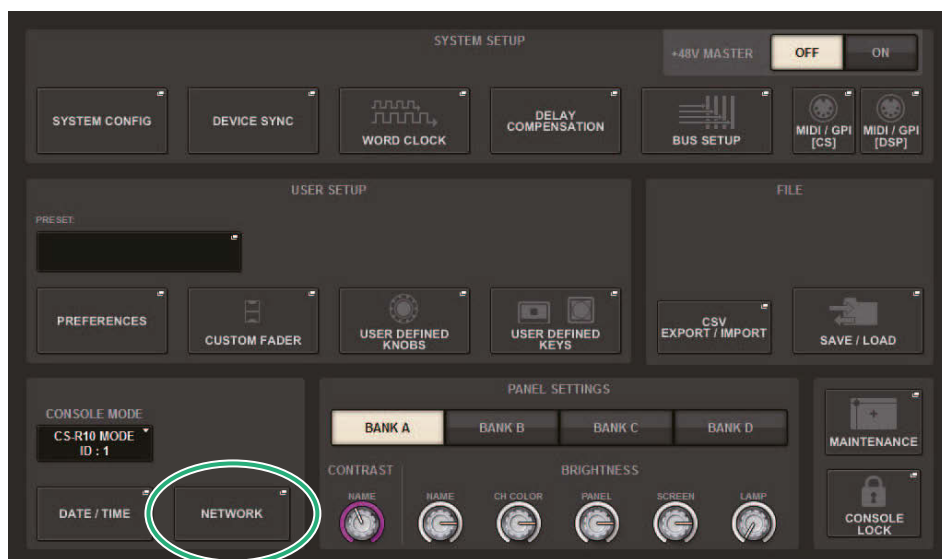 SYSTEM SETUP
+48V MASTER
OFF
ON
SYSTEM CONFIG
DEVICE SYNC
WORD CLOCK
DELAY
COMPENSATION
BUS SETUP
MIDI / GPI
[CS]
MIDI / GPI
[DSP]
USER SETUP
PRESET:
PREFERENCES
CUSTOM FADER
USER DEFINED
KNOBS
USER DEFINED
KEYS
FILE
CSV
EXPORT / IMPORT
SAVE / LOAD
CONSOLE MODE
CS-R10 MODE
ID : 1
DATE / TIME
NETWORK
PANEL SETTINGS
BANK A
BANK B
BANK C
BANK D
CONTRAST
BRIGHTNESS
NAME
NAME
CH COLOR
PANEL
SCREEN
LAMP
MAINTENANCE
CONSOLE
LOCK